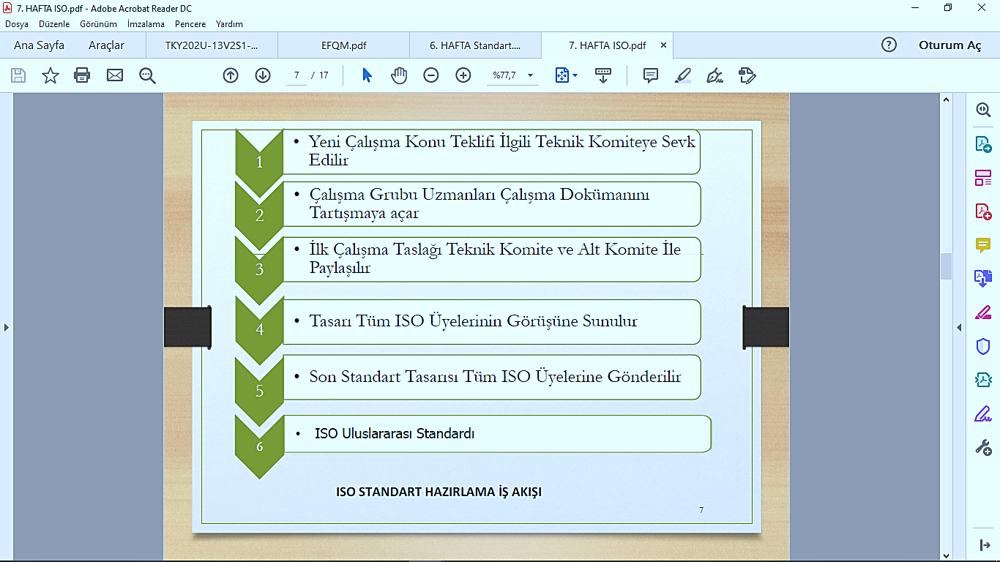 7. HAFTA ISO.pdf - Adobe Acrobat Reader DC
Dosya Düzenle Görünüm İmzalama Pencere Yardım
Ana Sayfa Araçlar TKY202U-13V2S1-... EFQM.pdf 6. HAFTA Standart.... 7. HAFTA ISO.pdf × Oturum Aç
7 / 17 %77,7
1
• Yeni Çalışma Konu Teklifi İlgili Teknik Komiteye Sevk
Edilir
2
• Çalışma Grubu Uzmanları Çalışma Dokümanını
Tartışmaya açar
3
• İlk Çalışma Taslağı Teknik Komite ve Alt Komite İle
Paylaşılır
4
• Tasarı Tüm ISO Üyelerinin Görüşüne Sunulur
5
• Son Standart Tasarısı Tüm ISO Üyelerine Gönderilir
6
• ISO Uluslararası Standardı
ISO STANDART HAZIRLAMA İŞ AKIŞI
7